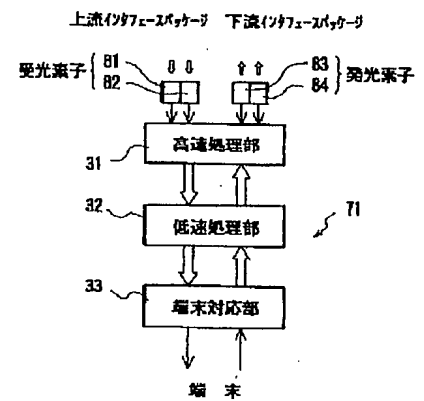 上流インタフェースパッケージ 下流インタフェースパッケージ
受光素子 81 82 83 84 発光素子
高速処理部
31
低速処理部
32
71
端末対応部
33
端 末